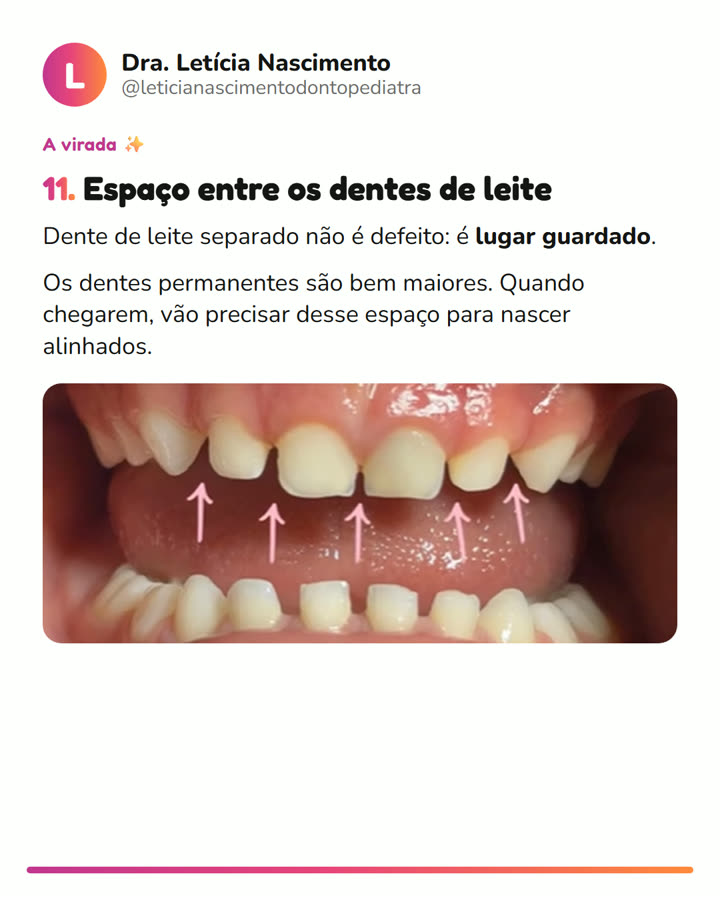 L
Dra. Letícia Nascimento
@leticianascimentodontopediatra
A virada ✨
11. Espaço entre os dentes de leite
Dente de leite separado não é defeito: é lugar guardado.
Os dentes permanentes são bem maiores. Quando
chegarem, vão precisar desse espaço para nascer
alinhados.